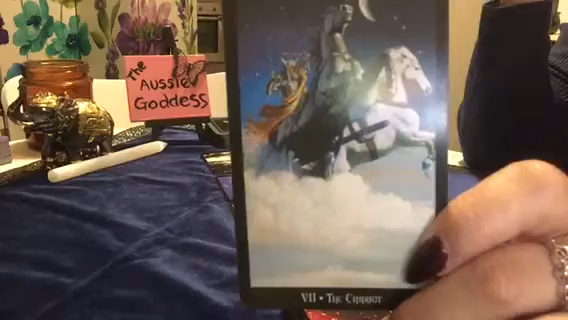 The
Aussie
Goddess
VII • The Chariot